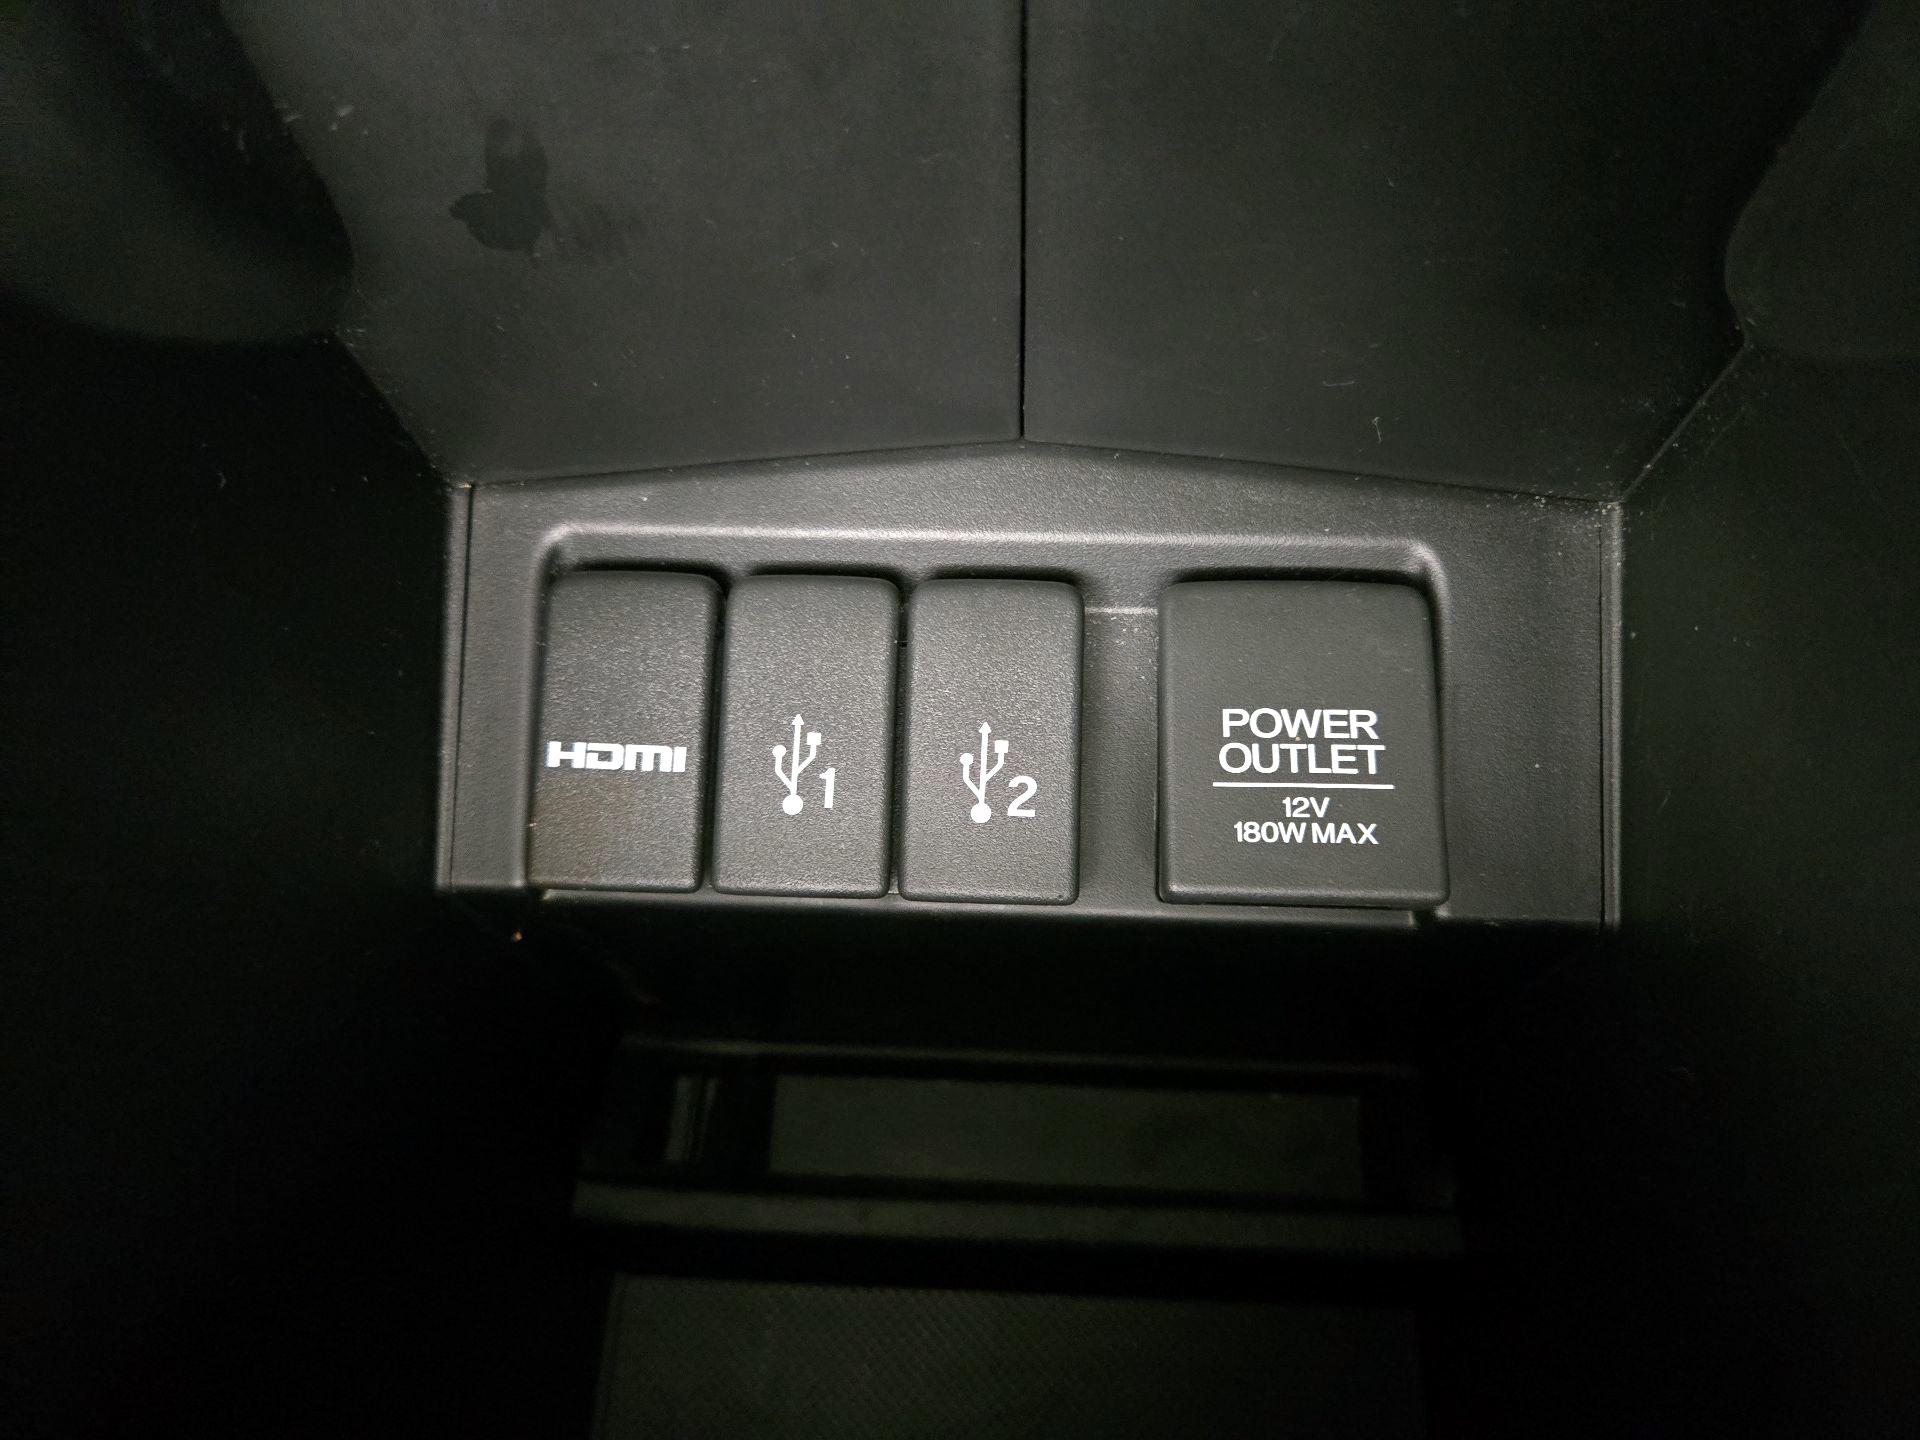 HDMI
1
2
POWER
OUTLET
12V
180W MAX